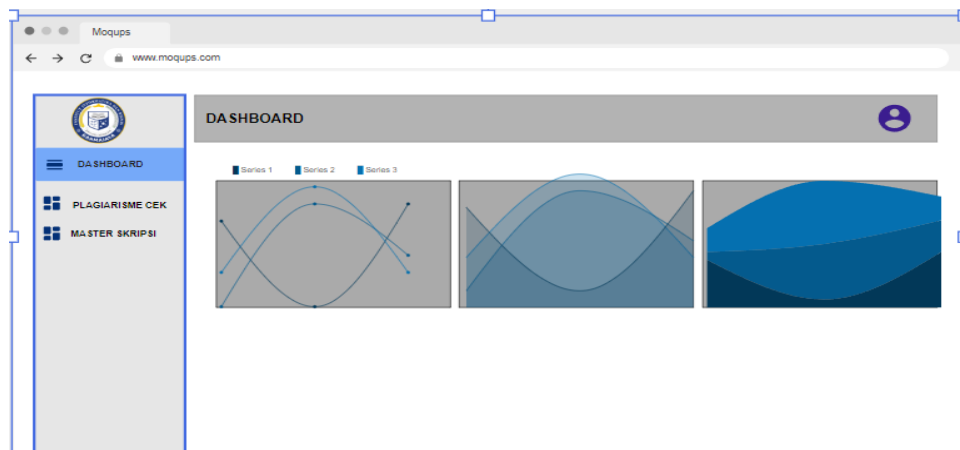 Moqups
www.moqups.com
DASHBOARD
DASHBOARD
PLAGIARISME CEK
MASTER SKRIPSI
Series 1 Series 2 Series 3